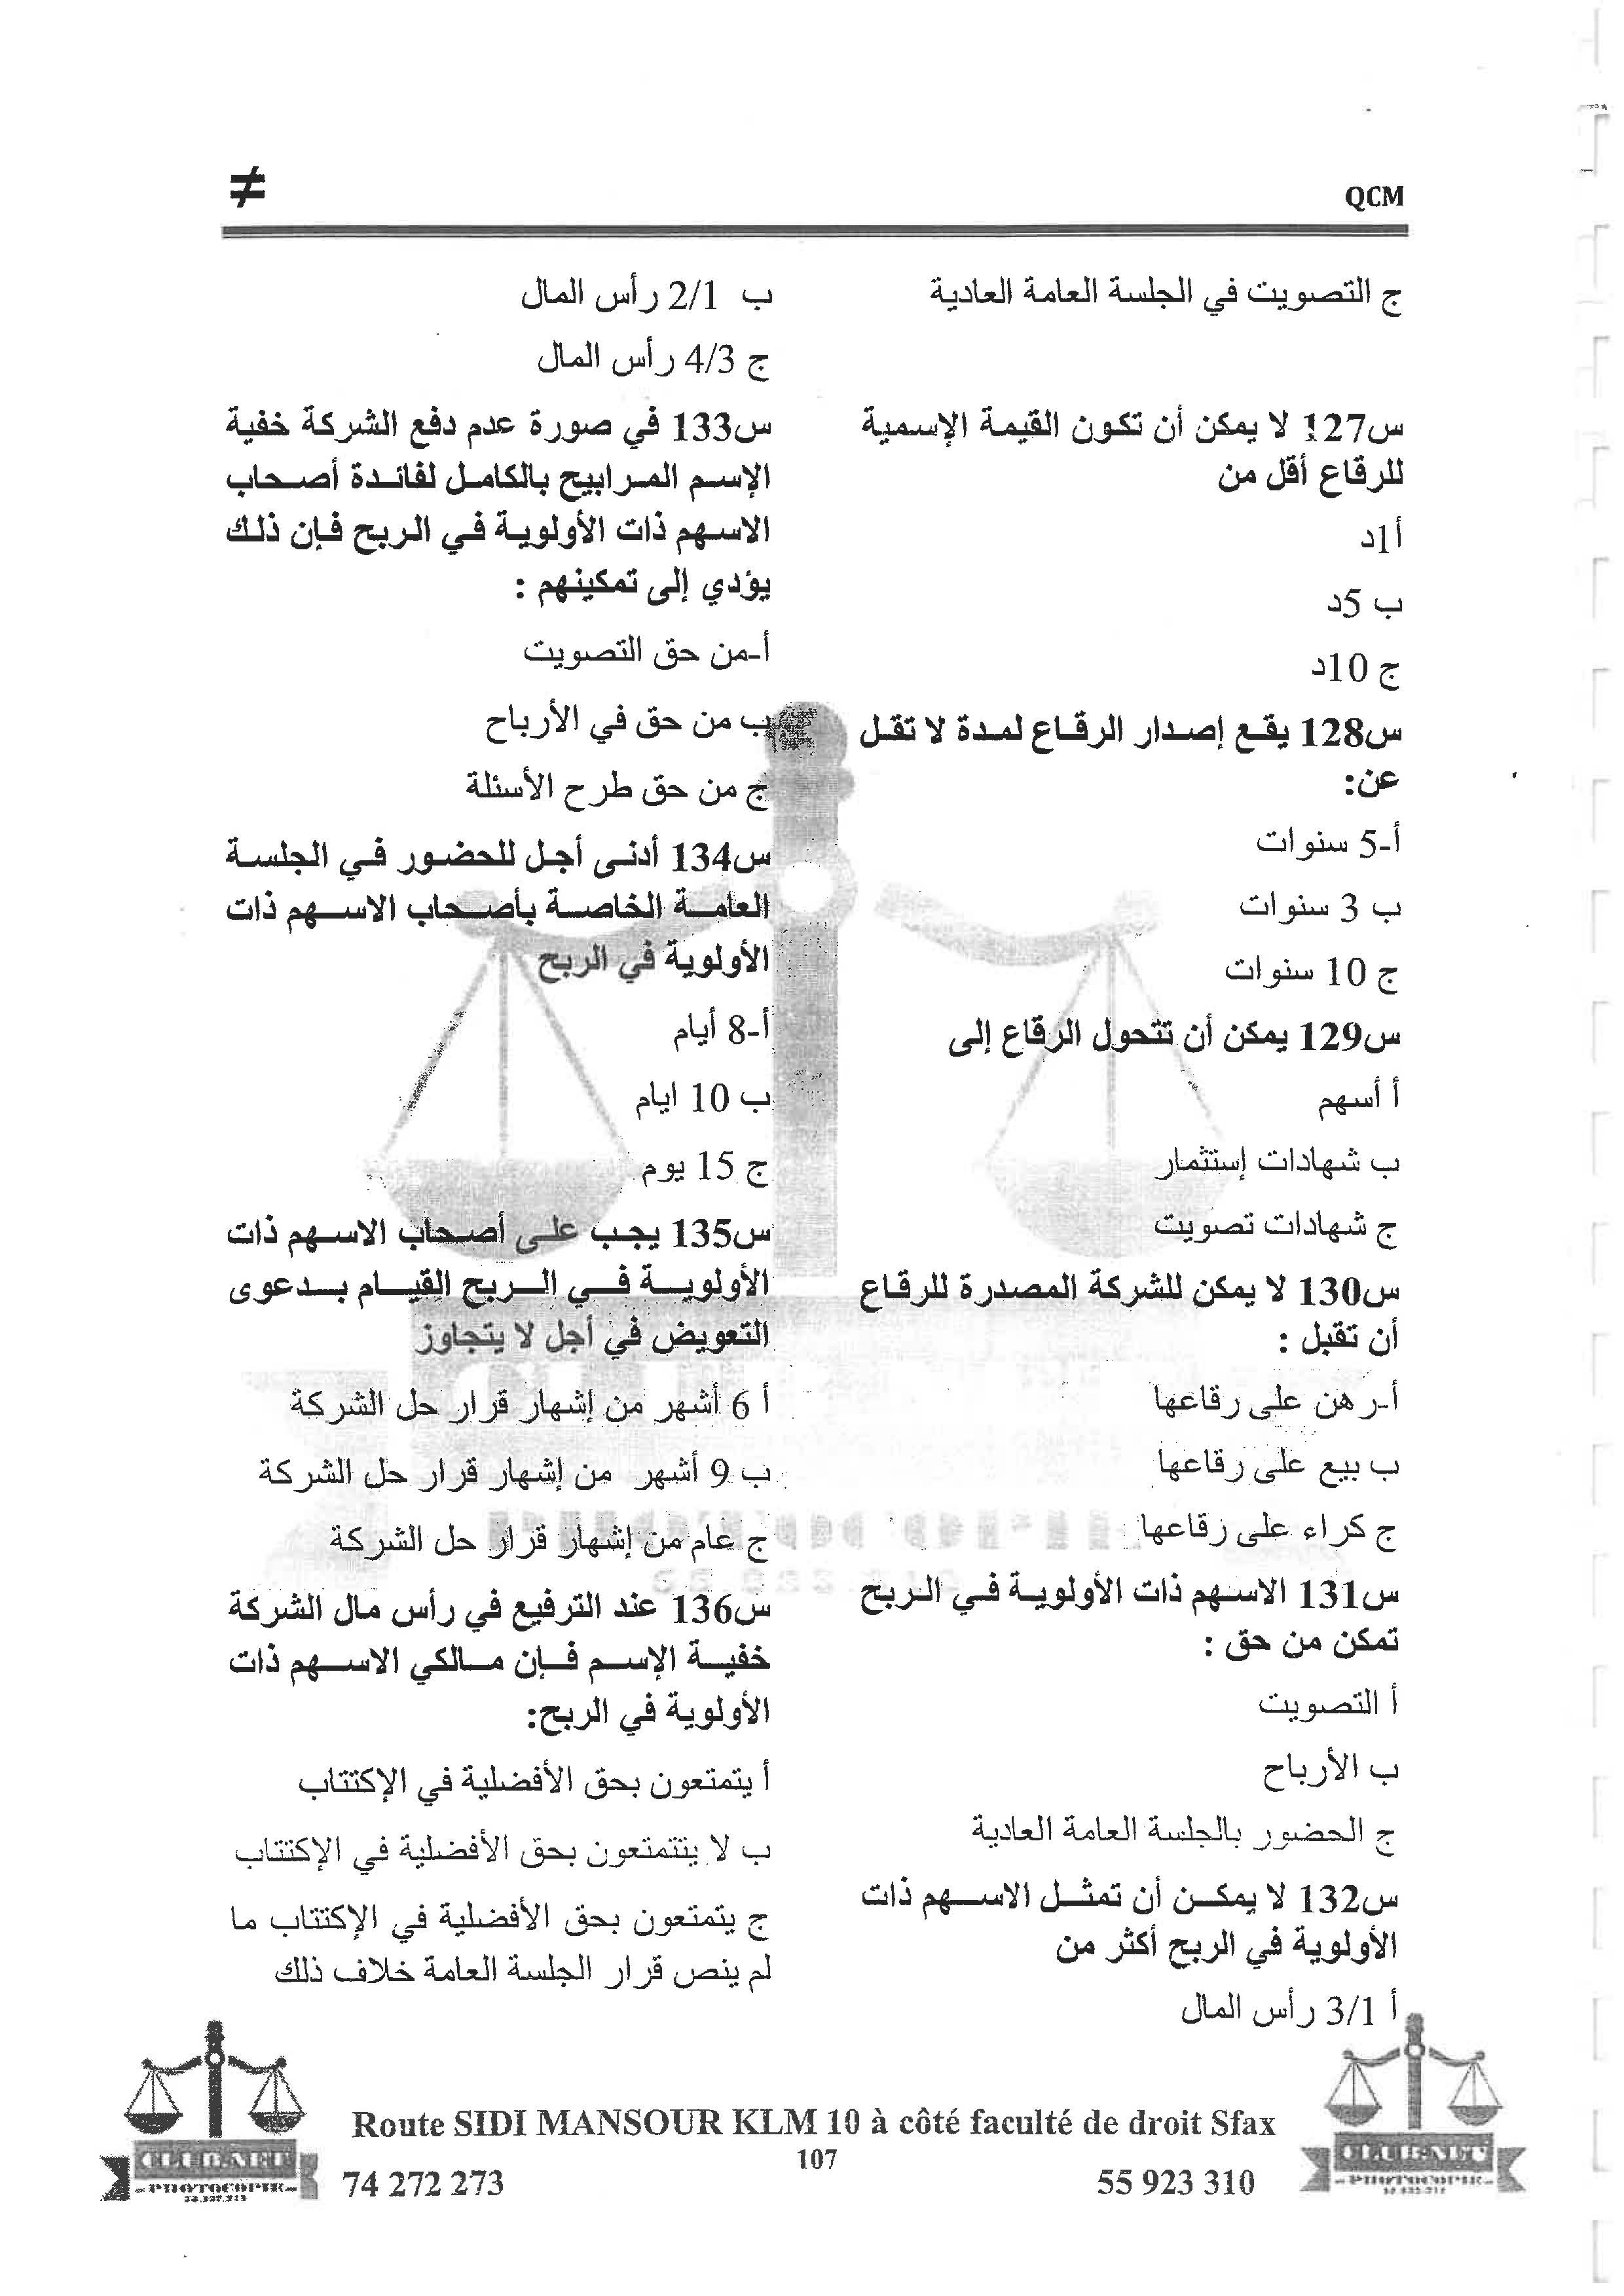 ≠
QCM
ج التصويت في الجلسة العامة العادية
س127 لا يمكن أن تكون القيمة الإسمية
للرقاع أقل من
أ 1د
ب 5د
ج 10د
س128 يقع إصدار الرقاع لمدة لا تقل
عن:
أ-5 سنوات
ب 3 سنوات
ج 10 سنوات
س129 يمكن أن تتحول الرقاع إلى
أ أسهم
ب شهادات إستثمار
ج شهادات تصويت
س130 لا يمكن للشركة المصدرة للرقاع
أن تقبل :
أ-رهن على رقاعها
ب بيع على رقاعها
ج كراء على رقاعها
س131 الاسهم ذات الأولوية في الربح
تمكن من حق :
أ التصويت
ب الأرباح
ج الحضور بالجلسة العامة العادية
س132 لا يمكن أن تمثل الاسهم ذات
الأولوية في الربح أكثر من
أ 3/1 رأس المال
ب 2/1 رأس المال
ج 4/3 رأس المال
س133 في صورة عدم دفع الشركة خفية
الإسم المرابيح بالكامل لفائدة أصحاب
الاسهم ذات الأولوية في الربح فإن ذلك
يؤدي إلى تمكينهم :
أ-من حق التصويت
ب من حق في الأرباح
ج من حق طرح الأسئلة
س134 أدنى أجل للحضور في الجلسة
العامة الخاصة بأصحاب الاسهم ذات
الأولوية في الربح
أ-8 أيام
ب 10 ايام
ج 15 يوم
س135 يجب على أصحاب الاسهم ذات
الأولوية في الربح القيام بدعوى
التعويض في أجل لا يتجاوز
أ 6 أشهر من إشهار قرار حل الشركة
ب 9 أشهر من إشهار قرار حل الشركة
ج عام من إشهار قرار حل الشركة
س136 عند الترفيع في رأس مال الشركة
خفية الإسم فإن مالكي الاسهم ذات
الأولوية في الربح:
أ يتمتعون بحق الأفضلية في الإكتتاب
ب لا يتتمتعون بحق الأفضلية في الإكتتاب
ج يتمتعون بحق الأفضلية في الإكتتاب ما
لم ينص قرار الجلسة العامة خلاف ذلك
Route SIDI MANSOUR KLM 10 à côté faculté de droit Sfax
107
74 272 273
55 923 310
CLUB.NET
PHOTOCOPIE
CLUB.NET
PHOTOCOPIE